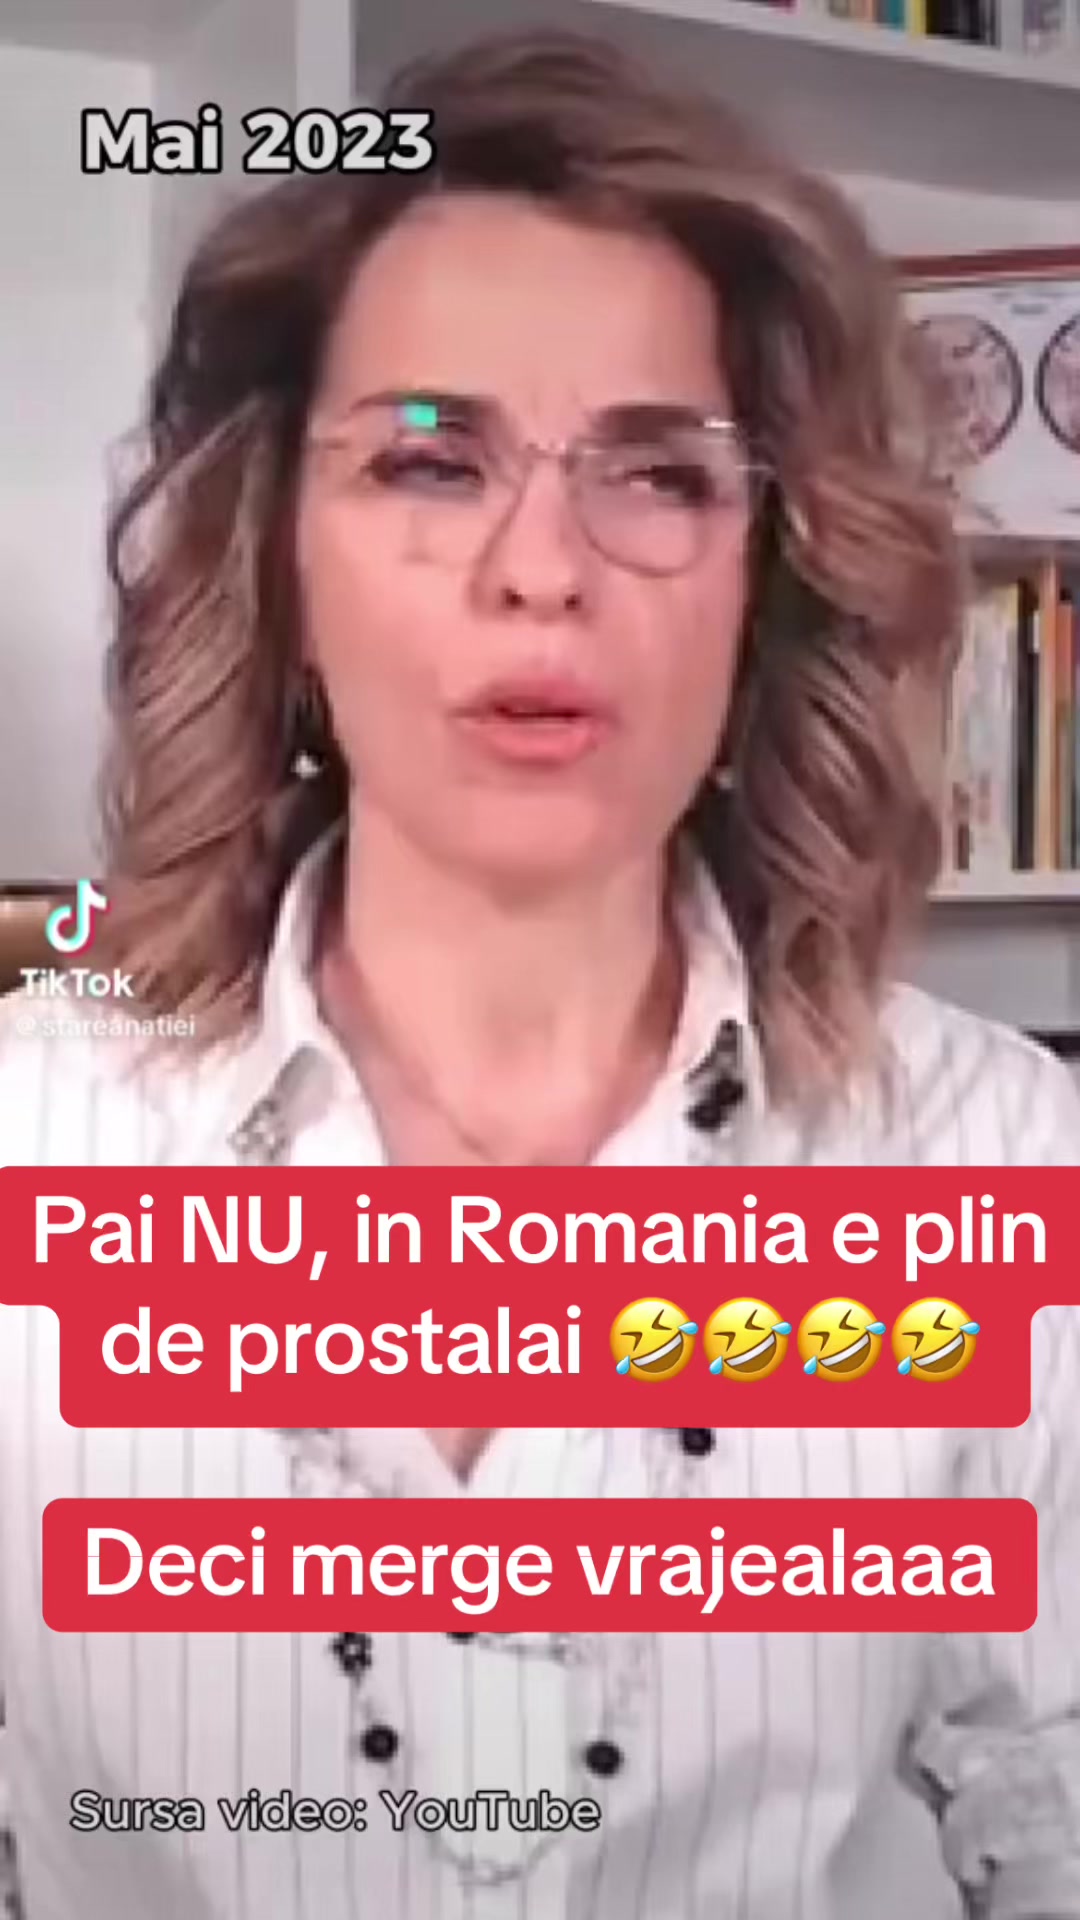 Mai 2023
TikTok
@stareanatiei
Pai NU, in Romania e plin
de prostalai 🤣🤣🤣🤣
Deci merge vrajealaaa
Sursa video: YouTube